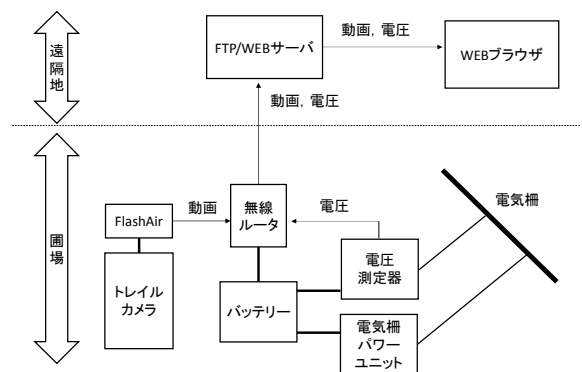 遠隔地
FTP/WEBサーバ
動画, 電圧
WEBブラウザ
動画, 電圧
圃場
FlashAir
動画
無線
ルータ
電圧
電気柵
トレイル
カメラ
バッテリー
電圧
測定器
電気柵
パワー
ユニット